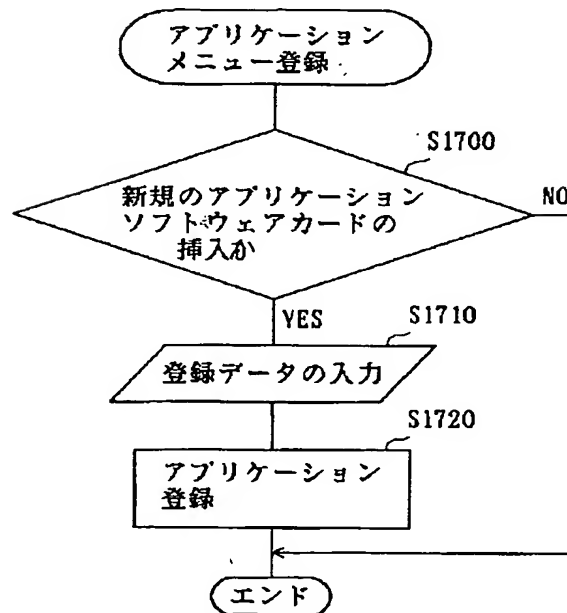 アプリケーション
メニュー登録
S1700
新規のアプリケーション
ソフトウェアカードの
挿入か
NO
YES
S1710
登録データの入力
S1720
アプリケーション
登録
エンド